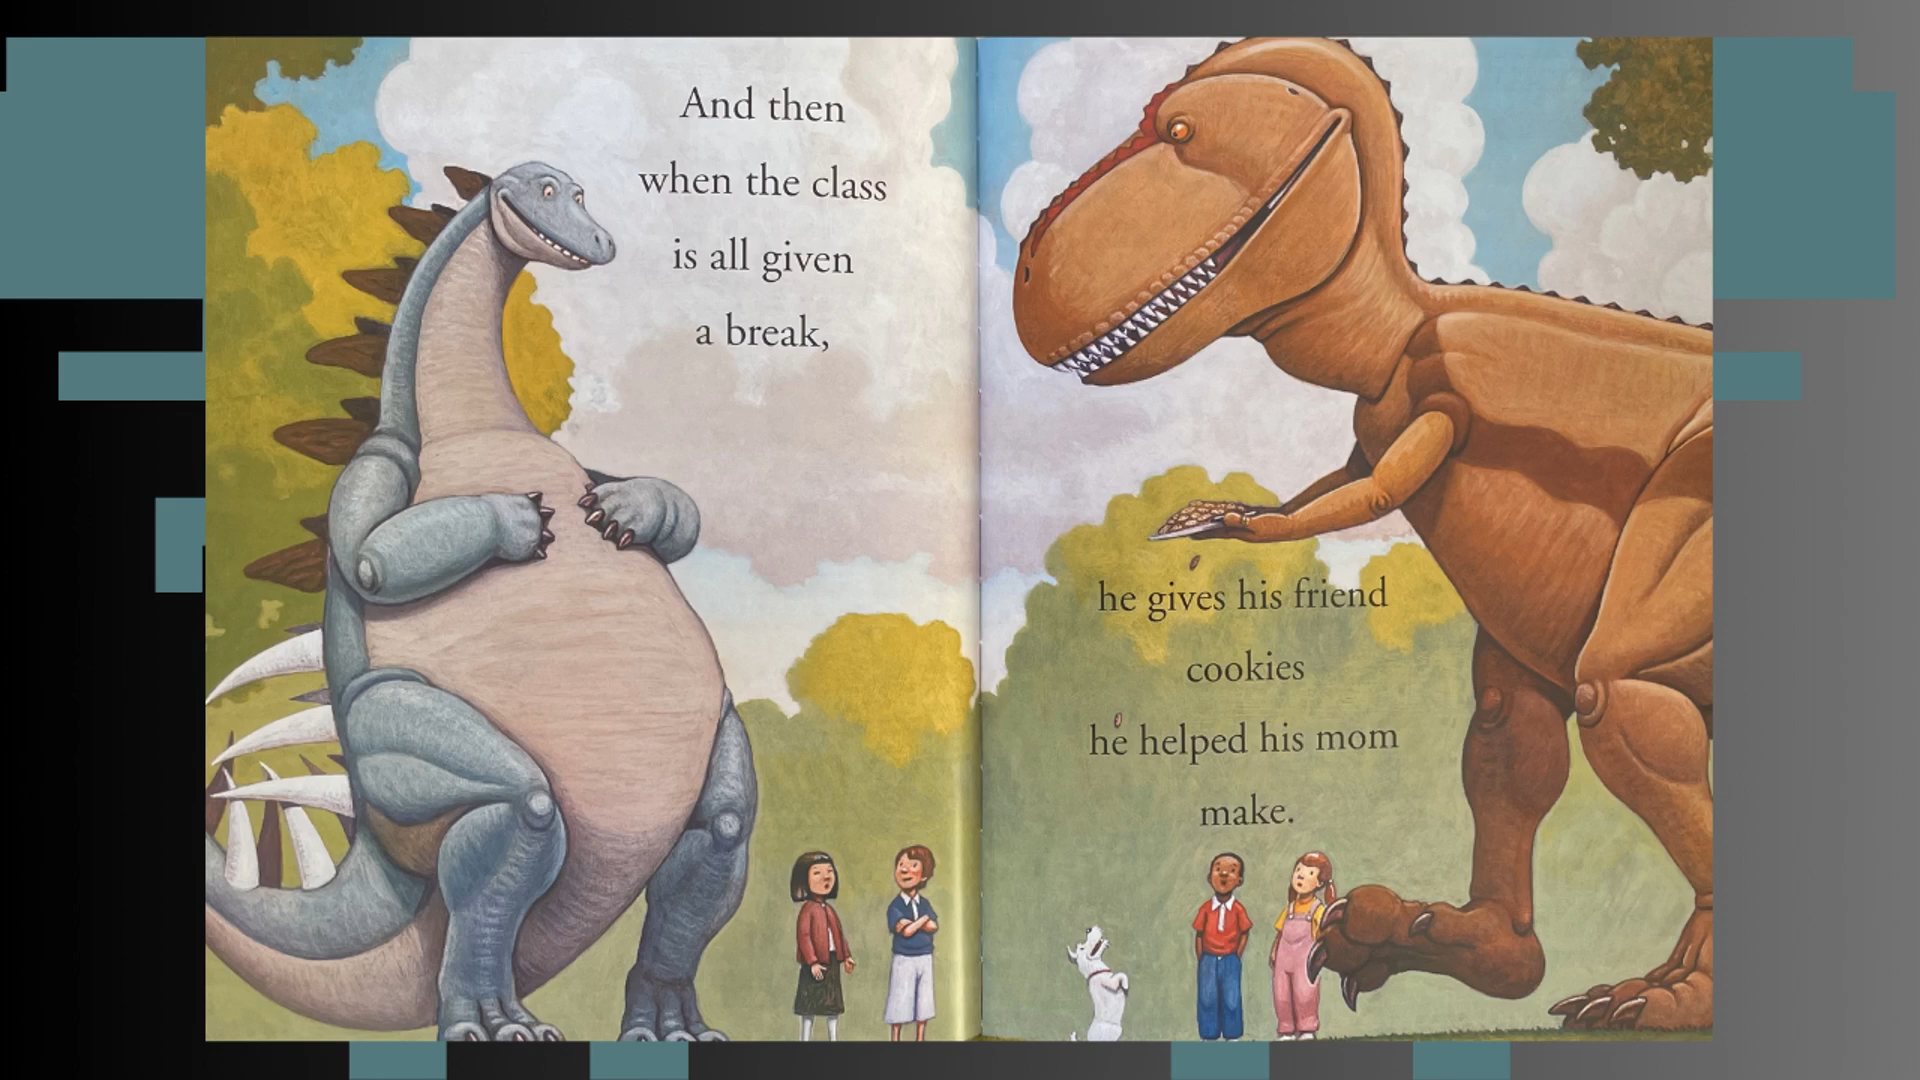 And then
when the class
is all given
a break,
he gives his friend
cookies
he helped his mom
make.